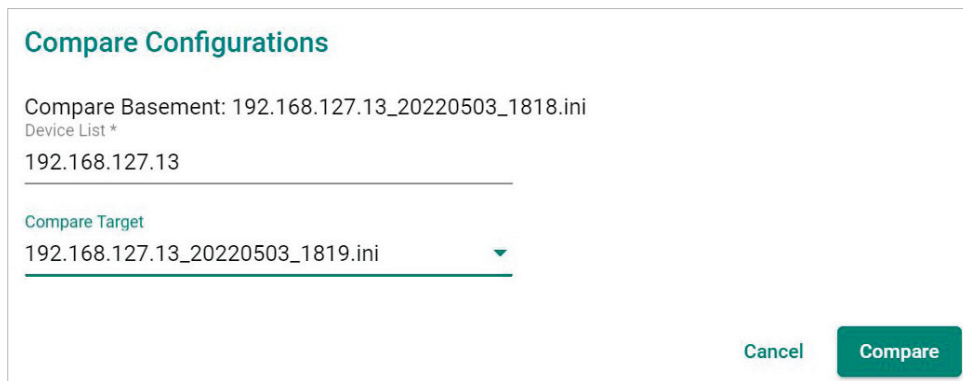 Compare Configurations
Compare Basement: 192.168.127.13_20220503_1818.ini
Device List *
192.168.127.13
Compare Target
192.168.127.13_20220503_1819.ini
Cancel Compare